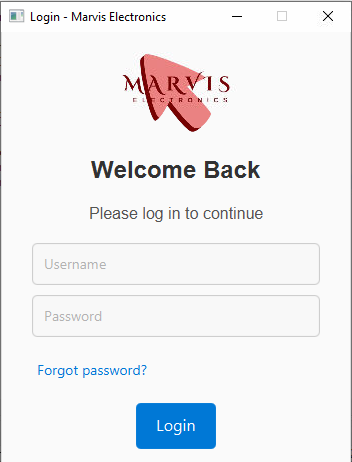 Login - Marvis Electronics
MARVIS
ELECTRONICS
Welcome Back
Please log in to continue
Username
Password
Forgot password?
Login